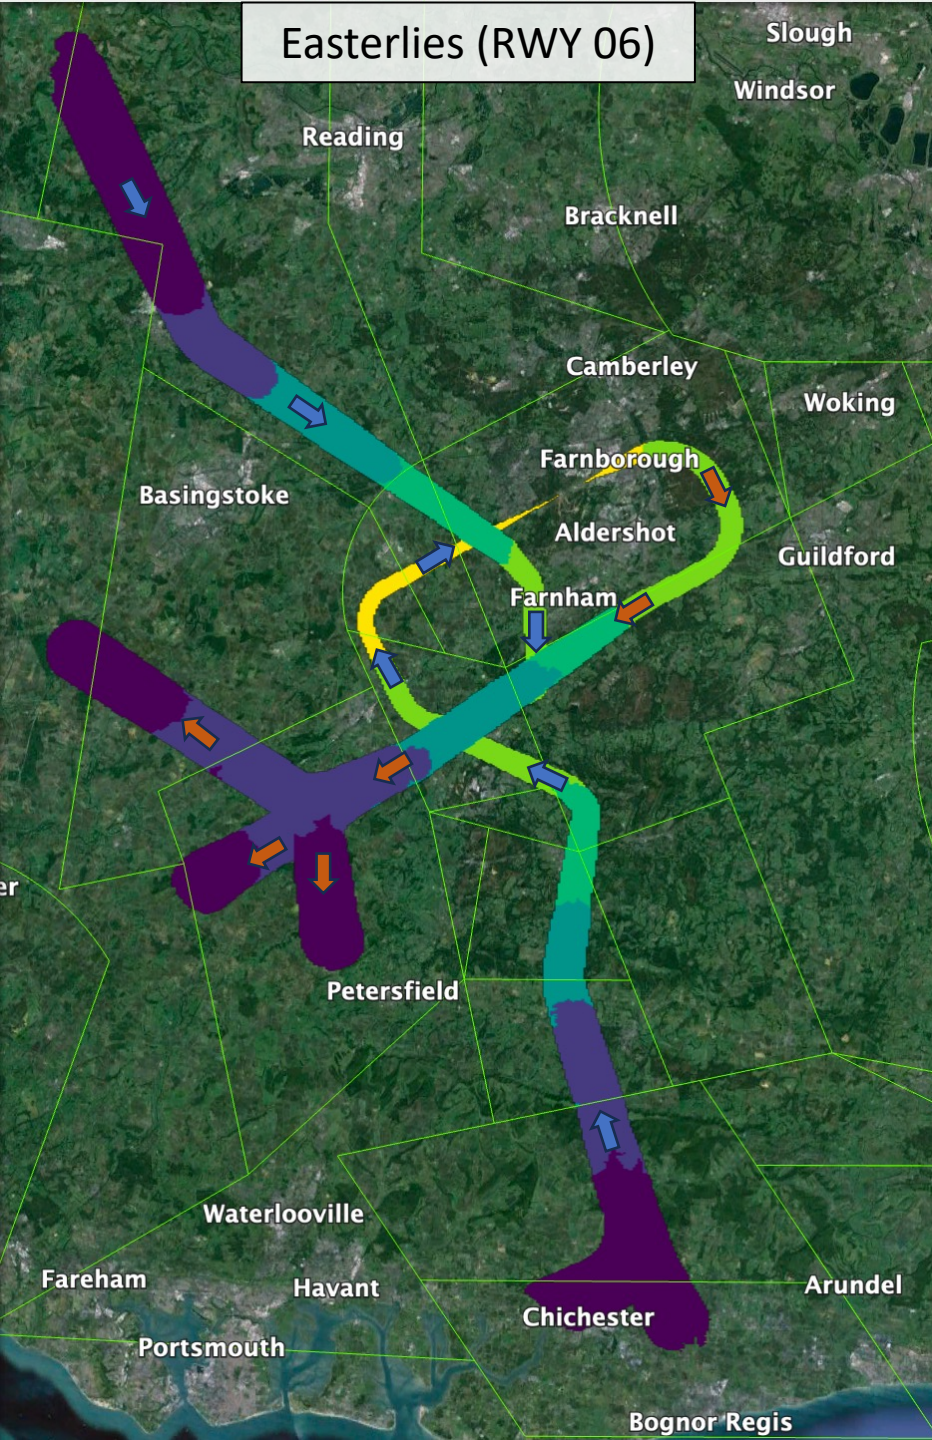 Easterlies (RWY 06)
Slough
Windsor
Reading
Bracknell
Camberley
Woking
Farnborough
Basingstoke
Aldershot
Guildford
Farnham
er
Petersfield
Waterlooville
Fareham
Havant
Arundel
Chichester
Portsmouth
Bognor Regis